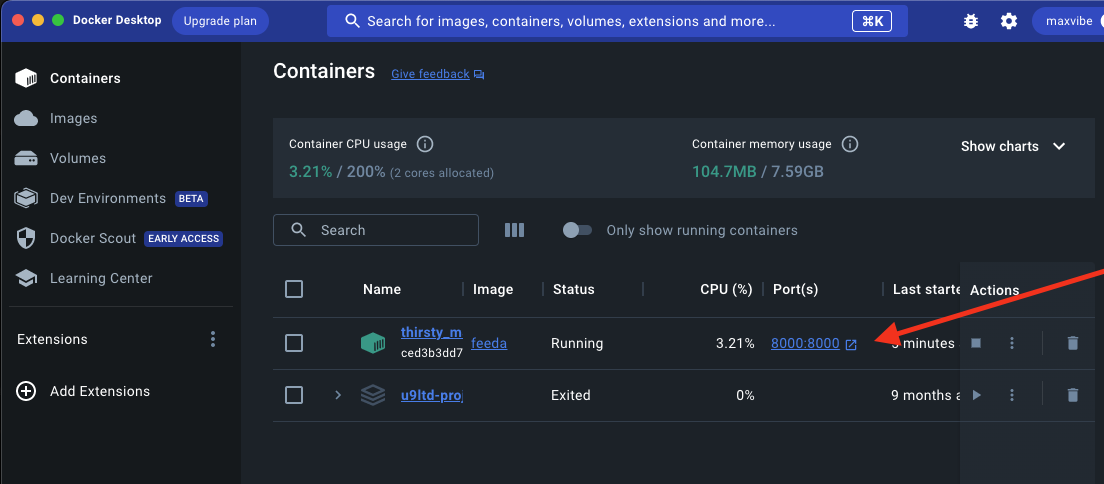 Docker Desktop Upgrade plan Search for images, containers, volumes, extensions and more... ⌘K maxvibe
Containers
Images
Volumes
Dev Environments BETA
Docker Scout EARLY ACCESS
Learning Center
Extensions
Add Extensions
Containers Give feedback
Container CPU usage
3.21% / 200% (2 cores allocated)
Container memory usage
104.7MB / 7.59GB
Show charts
Search
Only show running containers
Name Image Status CPU (%) Port(s) Last starte Actions
thirsty_m feeda Running 3.21% 8000:8000 minutes
ced3b3dd7
u9ltd-proj Exited 0% 9 months a